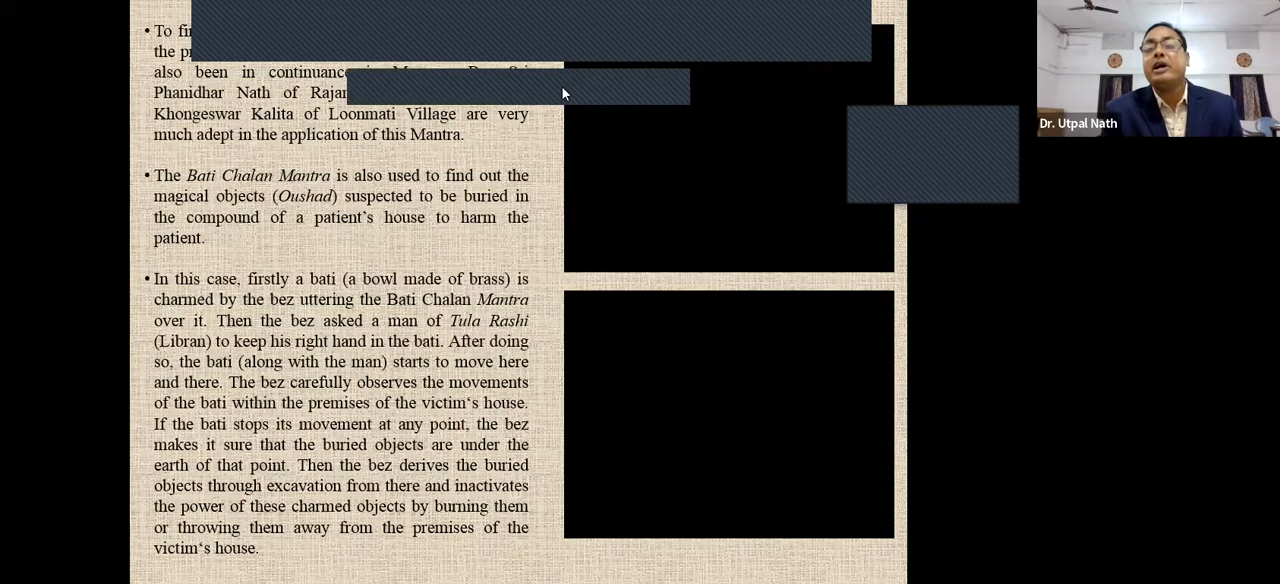 • To
the
also been in continuance
Phanidhar Nath of
Khongeswar Kalita of Loonmati Village are very
much adept in the application of this Mantra.
• The Bati Chalan Mantra is also used to find out the
magical objects (Oushad) suspected to be buried in
the compound of a patient’s house to harm the
patient.
• In this case, firstly a bati (a bowl made of brass) is
charmed by the bez uttering the Bati Chalan Mantra
over it. Then the bez asked a man of Tula Rashi
(Libran) to keep his right hand in the bati. After doing
so, the bati (along with the man) starts to move here
and there. The bez carefully observes the movements
of the bati within the premises of the victim‘s house.
If the bati stops its movement at any point, the bez
makes it sure that the buried objects are under the
earth of that point. Then the bez derives the buried
objects through excavation from there and inactivates
the power of these charmed objects by burning them
or throwing them away from the premises of the
victim‘s house.
Dr. Utpal Nath